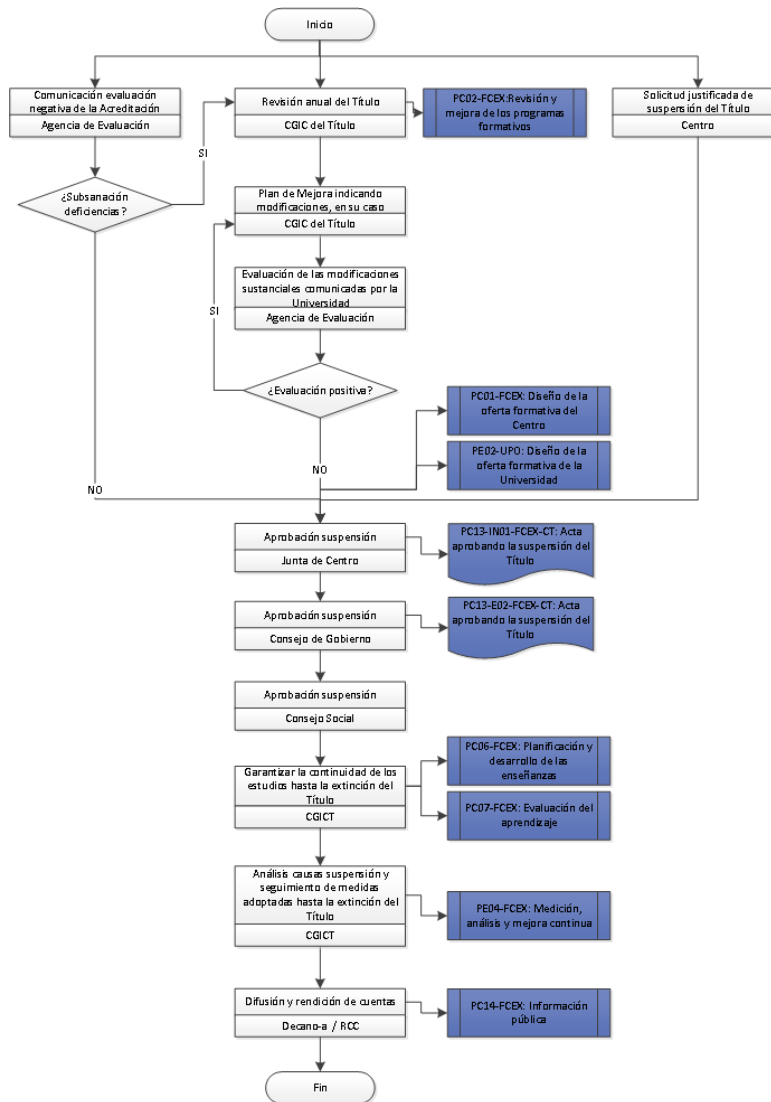 Inicio
Comunicación evaluación
negativa de la Acreditación
Agencia de Evaluación
Revisión anual del Título
CGIC del Título
PC02-FCEX:Revisión y
mejora de los programas
formativos
Solicitud justificada de
suspensión del Título
Centro
SI
¿Subsanación
deficiencias?
Plan de Mejora indicando
modificaciones, en su caso
CGIC del Título
Evaluación de las modificaciones
sustanciales comunicadas por la
Universidad
Agencia de Evaluación
SI
¿Evaluación positiva?
PC01-FCEX: Diseño de la
oferta formativa del
Centro
PE02-UPO: Diseño de la
oferta formativa de la
Universidad
NO
NO
Aprobación suspensión
Junta de Centro
PC13-IN01-FCEX-CT: Acta
aprobando la suspensión del
Título
Aprobación suspensión
Consejo de Gobierno
PC13-E02-FCEX-CT: Acta
aprobando la suspensión del
Título
Aprobación suspensión
Consejo Social
Garantizar la continuidad de los
estudios hasta la extinción del
Título
CGICT
PC06-FCEX: Planificación y
desarrollo de las
enseñanzas
PC07-FCEX: Evaluación del
aprendizaje
Análisis causas suspensión y
seguimiento de medidas
adoptadas hasta la extinción del
Título
CGICT
PE04-FCEX: Medición,
análisis y mejora continua
Difusión y rendición de cuentas
Decano-a / RCC
PC14-FCEX: Información
pública
Fin